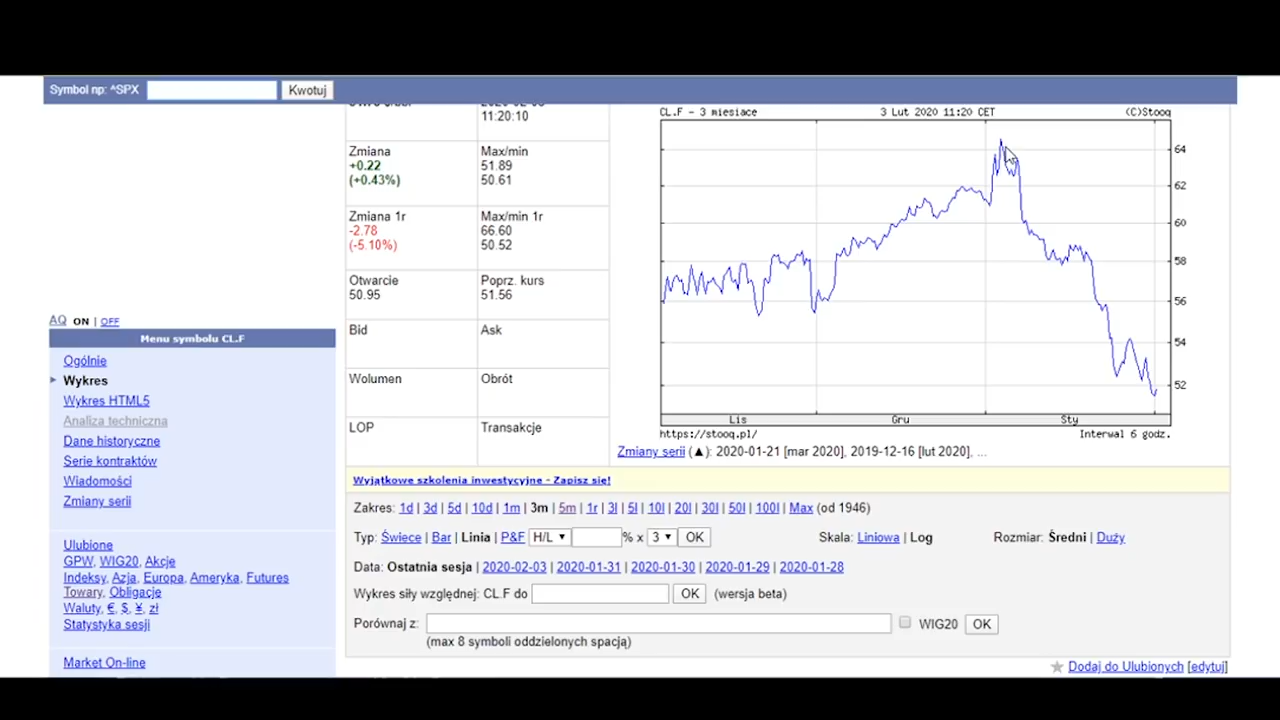 Symbol np: ^SPX Kwotuj
11:20:10
Zmiana
+0.22
(+0.43%)
Max/min
51.89
50.61
Zmiana 1r
-2.78
(-5.10%)
Max/min 1r
66.60
50.52
Otwarcie
50.95
Poprz. kurs
51.56
Bid
Ask
Wolumen
Obrót
LOP
Transakcje
CL.F - 3 miesiace 3 Lut 2020 11:20 CET (C)Stooq
64
62
60
58
56
54
52
Lis Gru Sty
https://stooq.pl/ Interwal 6 godz.
Zmiany serii (▲): 2020-01-21 [mar 2020], 2019-12-16 [lut 2020], ...
AQ ON | OFF
Menu symbolu CL.F
Ogólnie
Wykres
Wykres HTML5
Analiza techniczna
Dane historyczne
Serie kontraktów
Wiadomości
Zmiany serii
Ulubione
GPW, WIG20, Akcje
Indeksy, Azja, Europa, Ameryka, Futures
Towary, Obligacje
Waluty, €, $, ¥, zł
Statystyka sesji
Market On-line
Wyjątkowe szkolenia inwestycyjne - Zapisz się!
Zakres: 1d | 3d | 5d | 10d | 1m | 3m | 5m | 1r | 3l | 5l | 10l | 20l | 30l | 50l | 100l | Max (od 1946)
Typ: Świece | Bar | Linia | P&F H/L % x 3 OK Skala: Liniowa | Log Rozmiar: Średni | Duży
Data: Ostatnia sesja | 2020-02-03 | 2020-01-31 | 2020-01-30 | 2020-01-29 | 2020-01-28
Wykres siły względnej: CL.F do OK (wersja beta)
Porównaj z: WIG20 OK
(max 8 symboli oddzielonych spacją)
Dodaj do Ulubionych [edytuj]